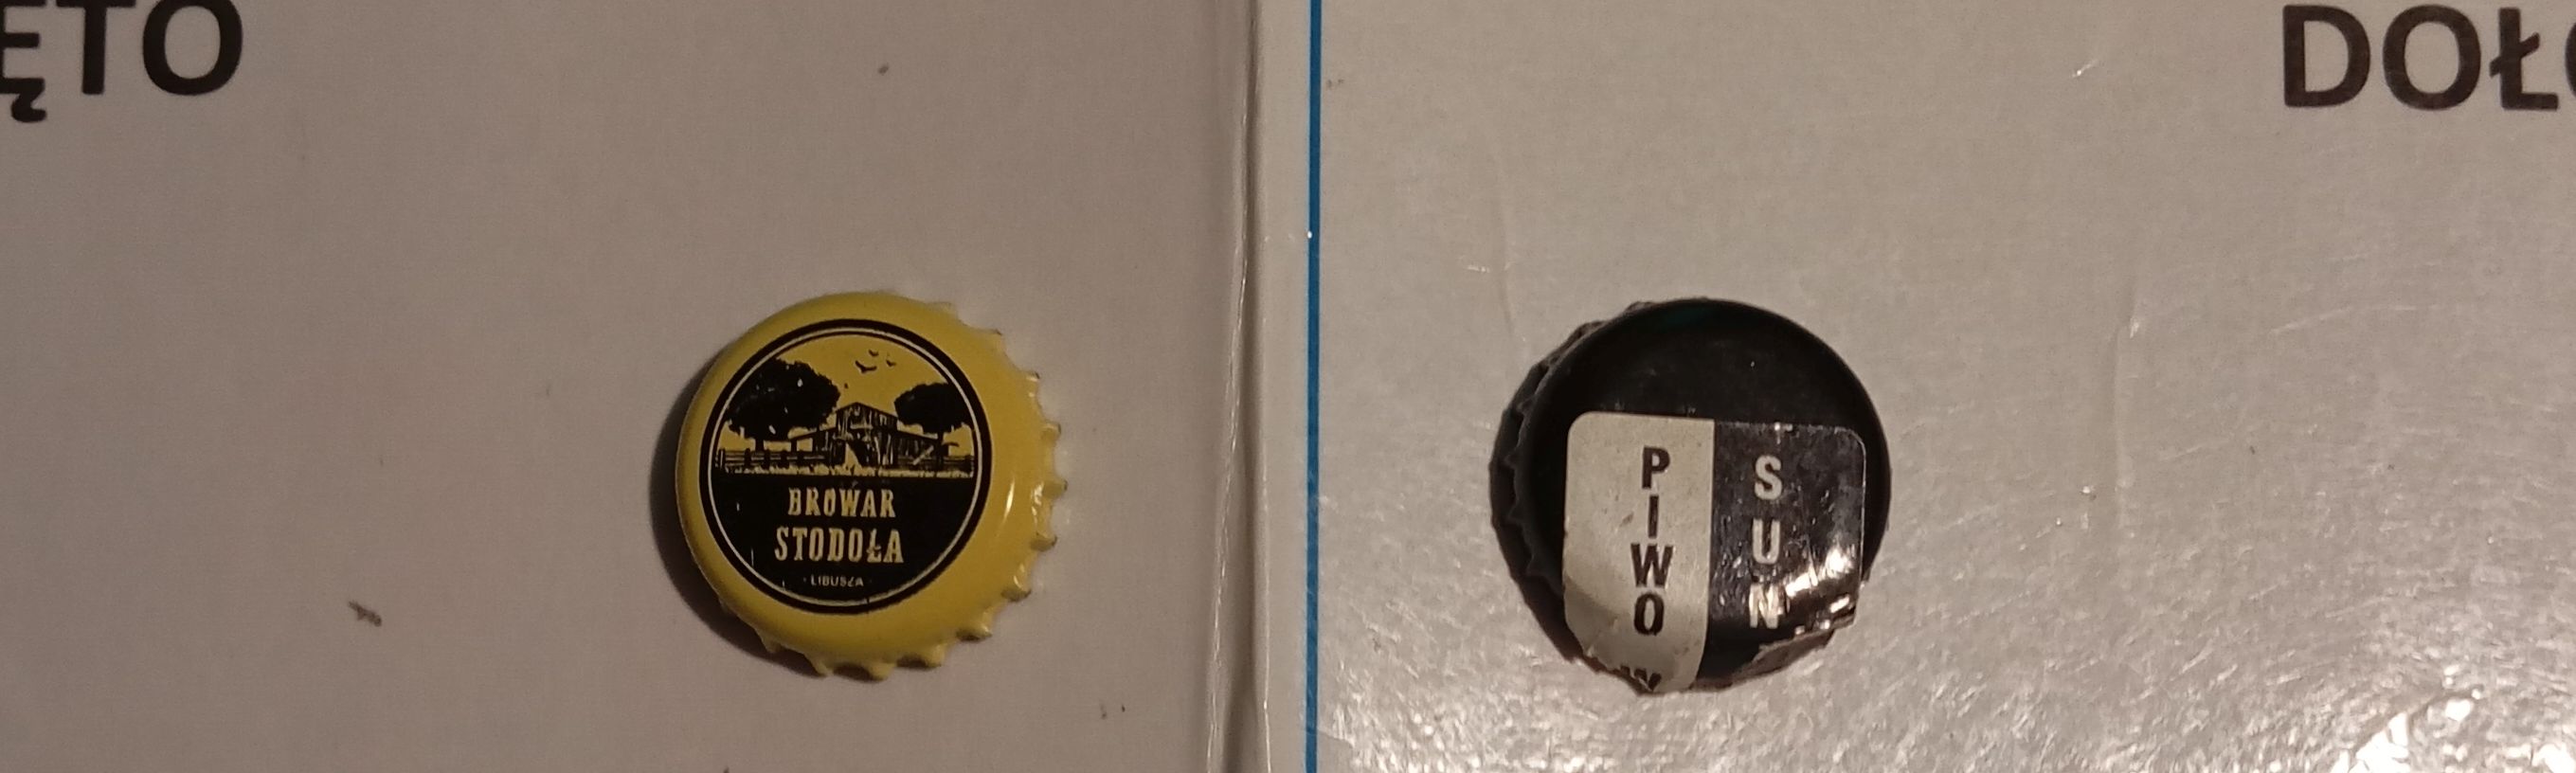 ĘTO
DOŁ
BROWAR
STODOŁA
· LIBUSZA ·
PIWO
SUN